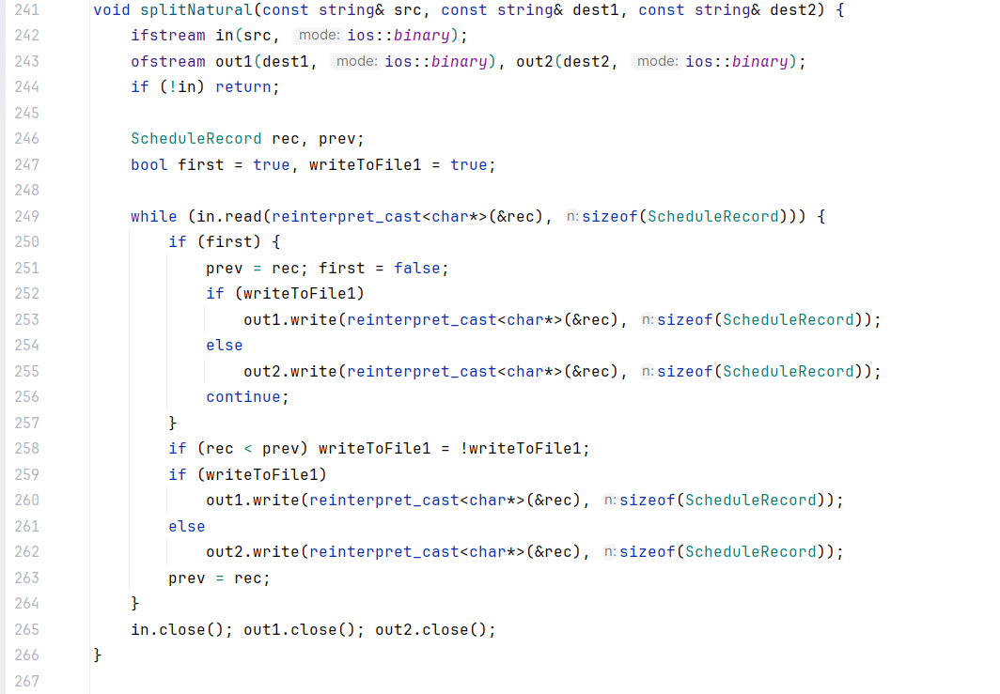 241 void splitNatural(const string& src, const string& dest1, const string& dest2) {
242 ifstream in(src, mode: ios::binary);
243 ofstream out1(dest1, mode: ios::binary), out2(dest2, mode: ios::binary);
244 if (!in) return;
245
246 ScheduleRecord rec, prev;
247 bool first = true, writeToFile1 = true;
248
249 while (in.read(reinterpret_cast<char*>(&rec), n: sizeof(ScheduleRecord))) {
250 if (first) {
251 prev = rec; first = false;
252 if (writeToFile1)
253 out1.write(reinterpret_cast<char*>(&rec), n: sizeof(ScheduleRecord));
254 else
255 out2.write(reinterpret_cast<char*>(&rec), n: sizeof(ScheduleRecord));
256 continue;
257 }
258 if (rec < prev) writeToFile1 = !writeToFile1;
259 if (writeToFile1)
260 out1.write(reinterpret_cast<char*>(&rec), n: sizeof(ScheduleRecord));
261 else
262 out2.write(reinterpret_cast<char*>(&rec), n: sizeof(ScheduleRecord));
263 prev = rec;
264 }
265 in.close(); out1.close(); out2.close();
266 }
267